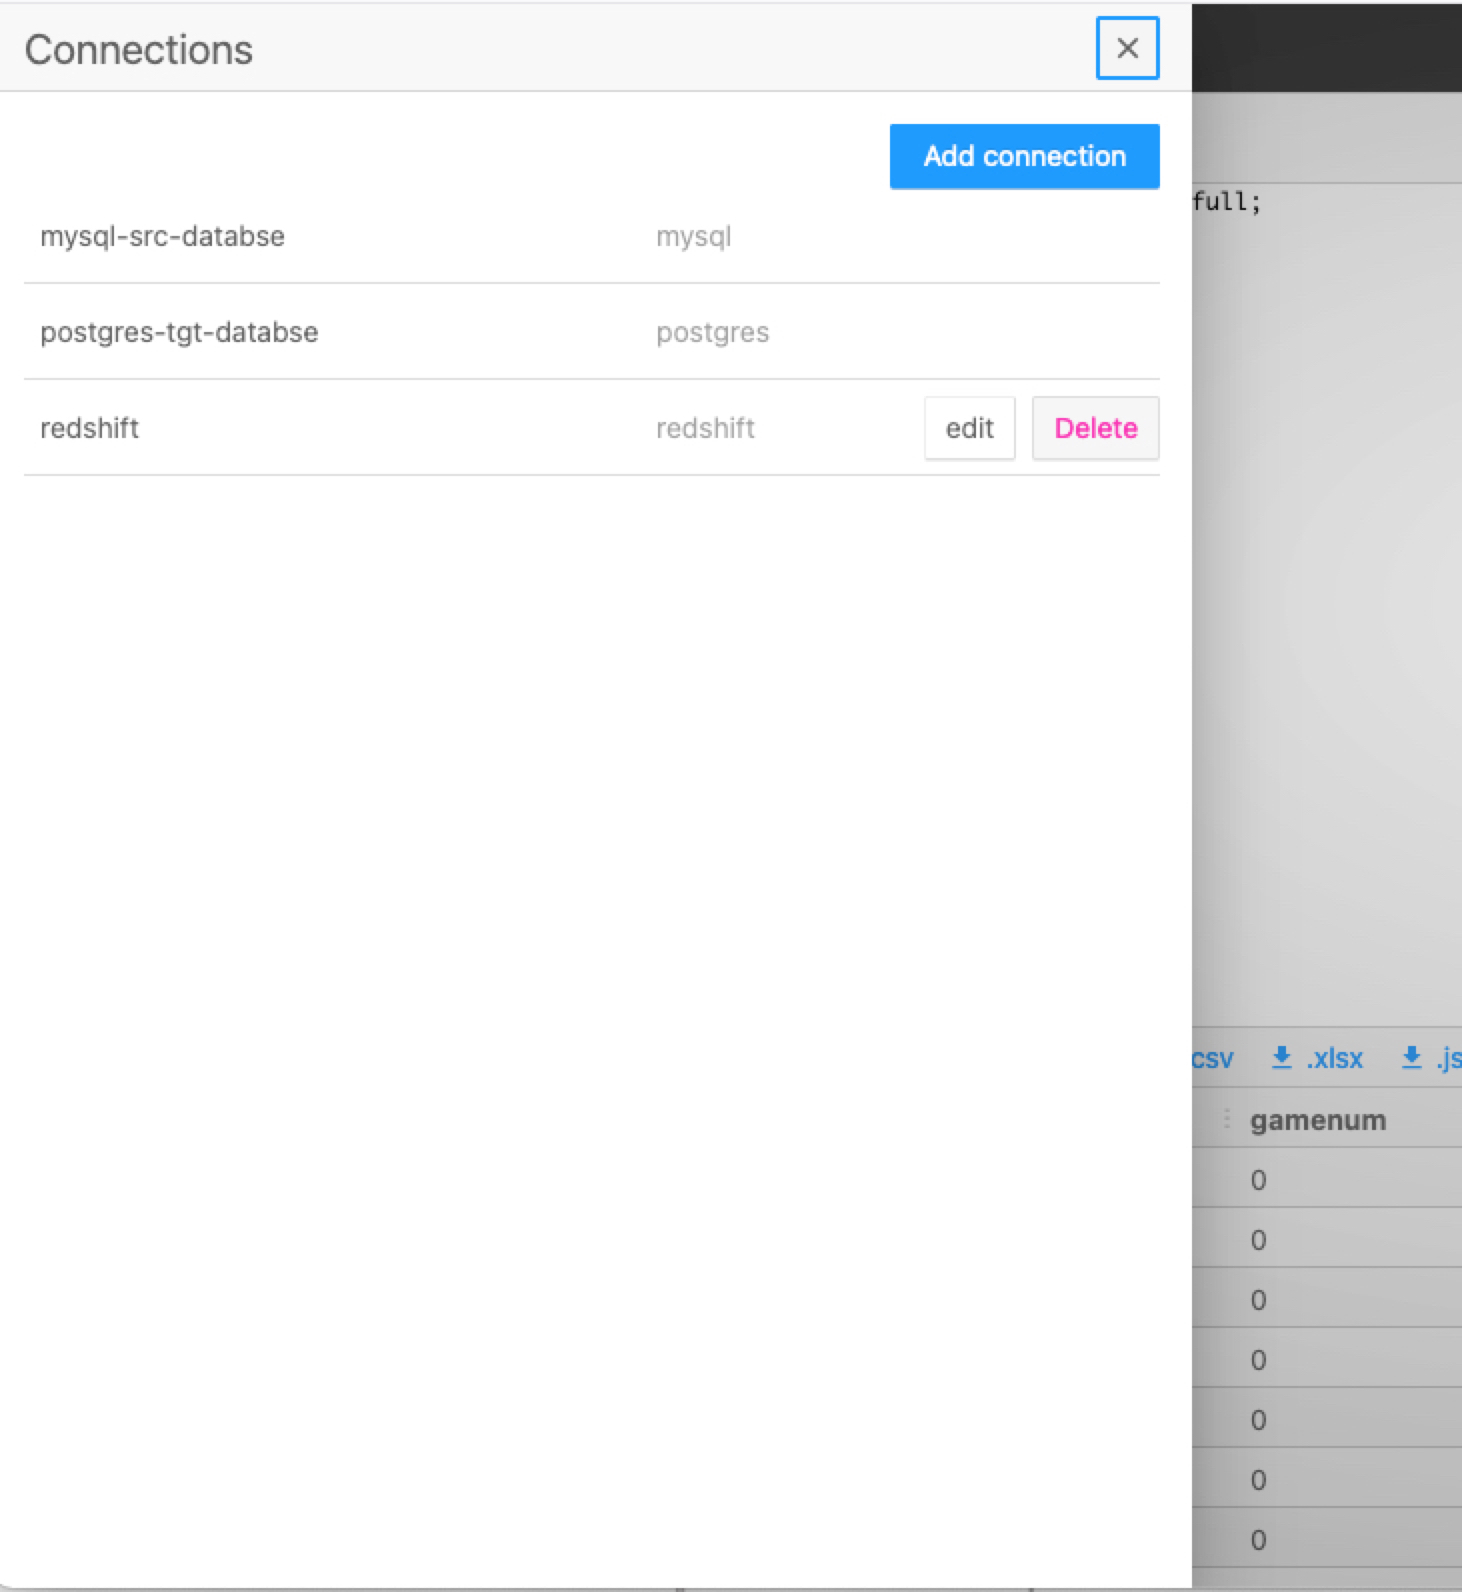 Connections
Add connection
mysql-src-databse mysql
postgres-tgt-databse postgres
redshift redshift edit Delete
full;
csv .xlsx .js
gamenum
0
0
0
0
0
0
0